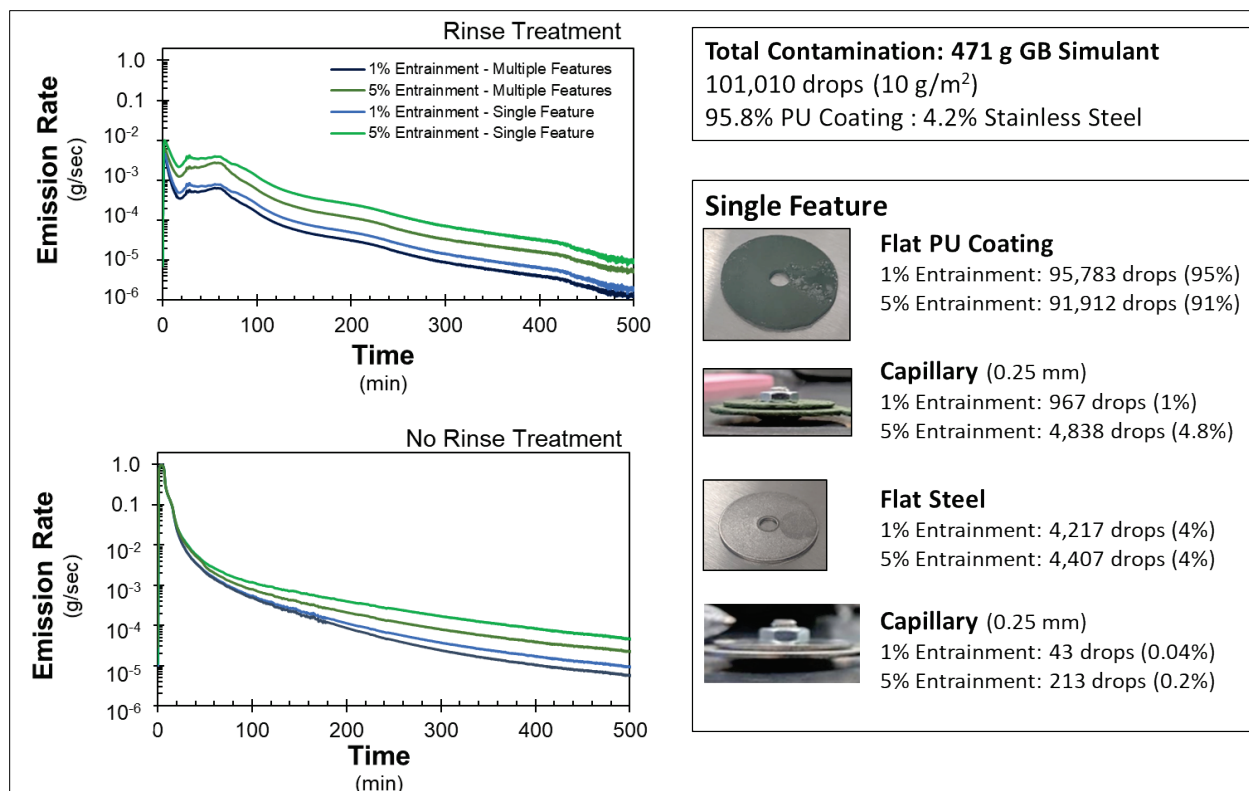 Rinse Treatment
1.0
0.1
10-2
10-3
10-4
10-5
10-6
Emission Rate
(g/sec)
1% Entrainment - Multiple Features
5% Entrainment - Multiple Features
1% Entrainment - Single Feature
5% Entrainment - Single Feature
0 100 200 300 400 500
Time
(min)
No Rinse Treatment
1.0
0.1
10-2
10-3
10-4
10-5
10-6
Emission Rate
(g/sec)
0 100 200 300 400 500
Time
(min)
Total Contamination: 471 g GB Simulant
101,010 drops (10 g/m²)
95.8% PU Coating : 4.2% Stainless Steel
Single Feature
Flat PU Coating
1% Entrainment: 95,783 drops (95%)
5% Entrainment: 91,912 drops (91%)
Capillary (0.25 mm)
1% Entrainment: 967 drops (1%)
5% Entrainment: 4,838 drops (4.8%)
Flat Steel
1% Entrainment: 4,217 drops (4%)
5% Entrainment: 4,407 drops (4%)
Capillary (0.25 mm)
1% Entrainment: 43 drops (0.04%)
5% Entrainment: 213 drops (0.2%)